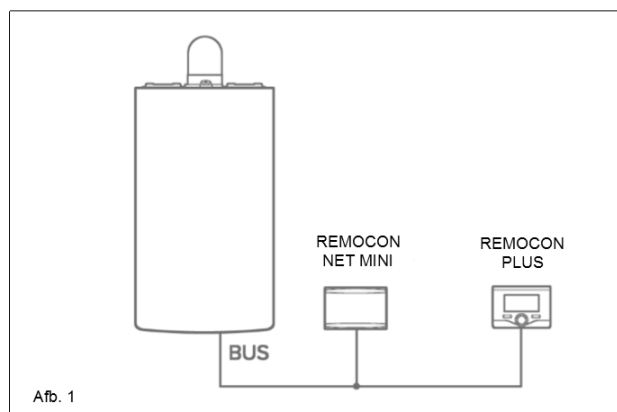 REMOCON
NET MINI
REMOCON
PLUS
BUS
Afb. 1